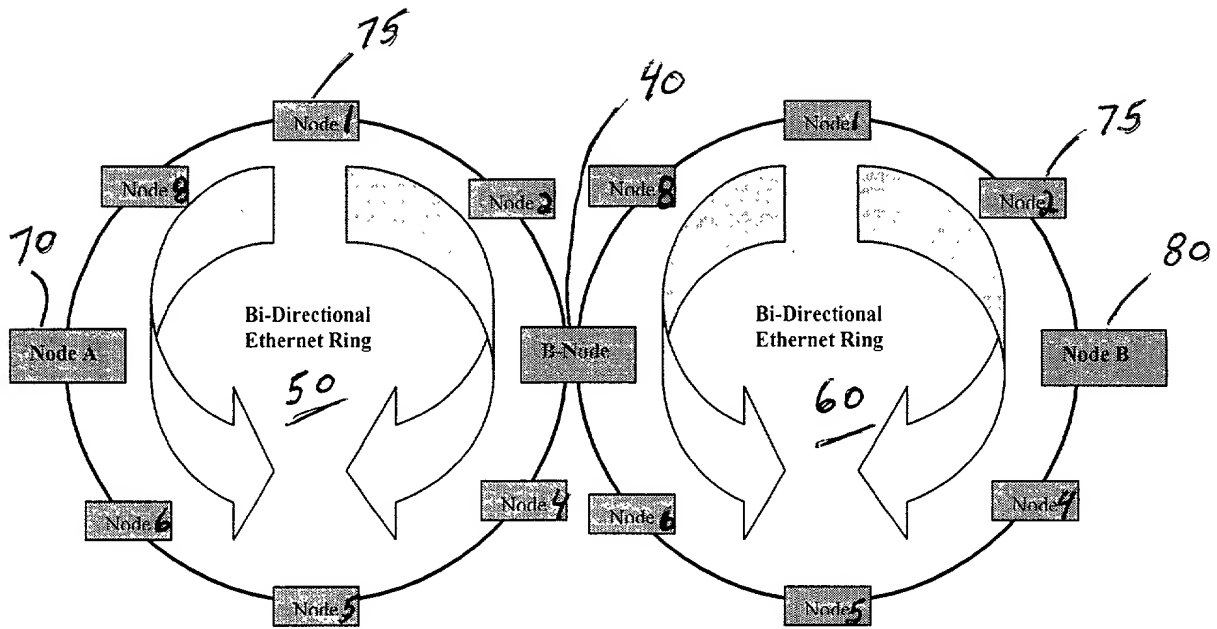 75
40
Node 1
Node 1
75
Node 8
Node 2
Node 8
Node 2
70
80
Bi-Directional
Ethernet Ring
Bi-Directional
Ethernet Ring
Node A
B-Node
Node B
50
60
Node 6
Node 4
Node 6
Node 4
Node 5
Node 5